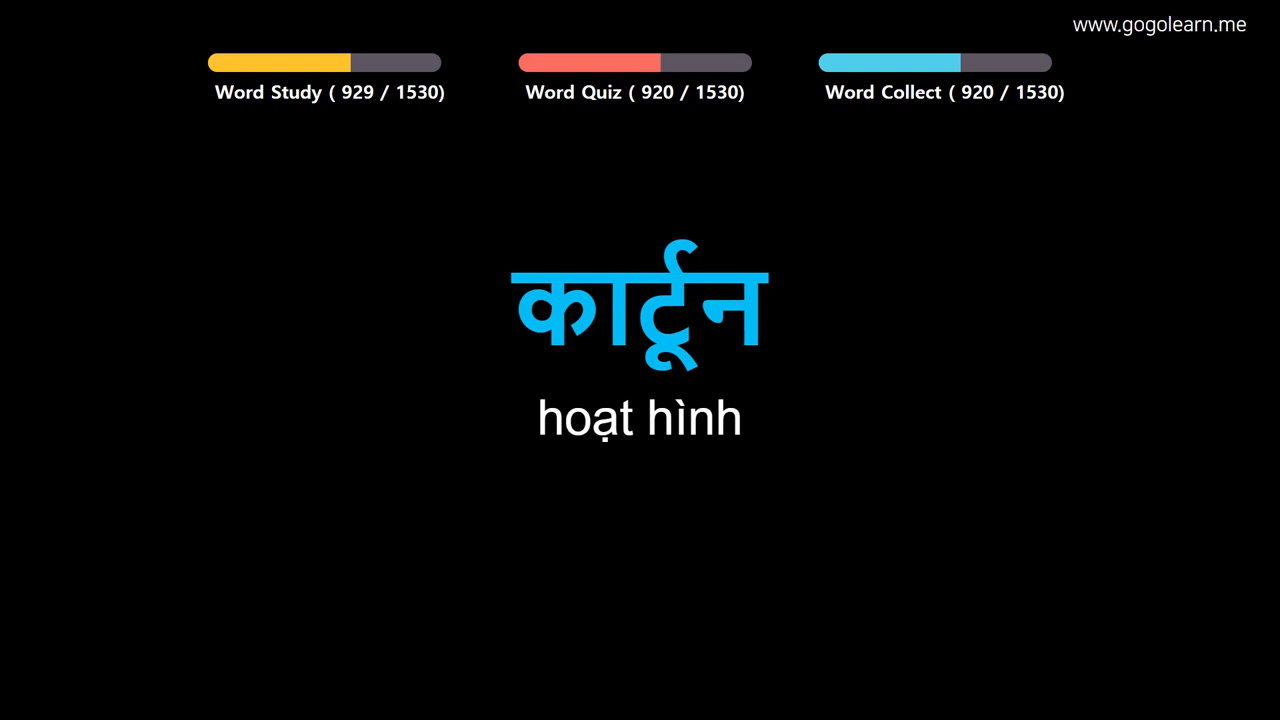 www.gogolearn.me
Word Study ( 929 / 1530)
Word Quiz ( 920 / 1530)
Word Collect ( 920 / 1530)
कार्टून
hoạt hình